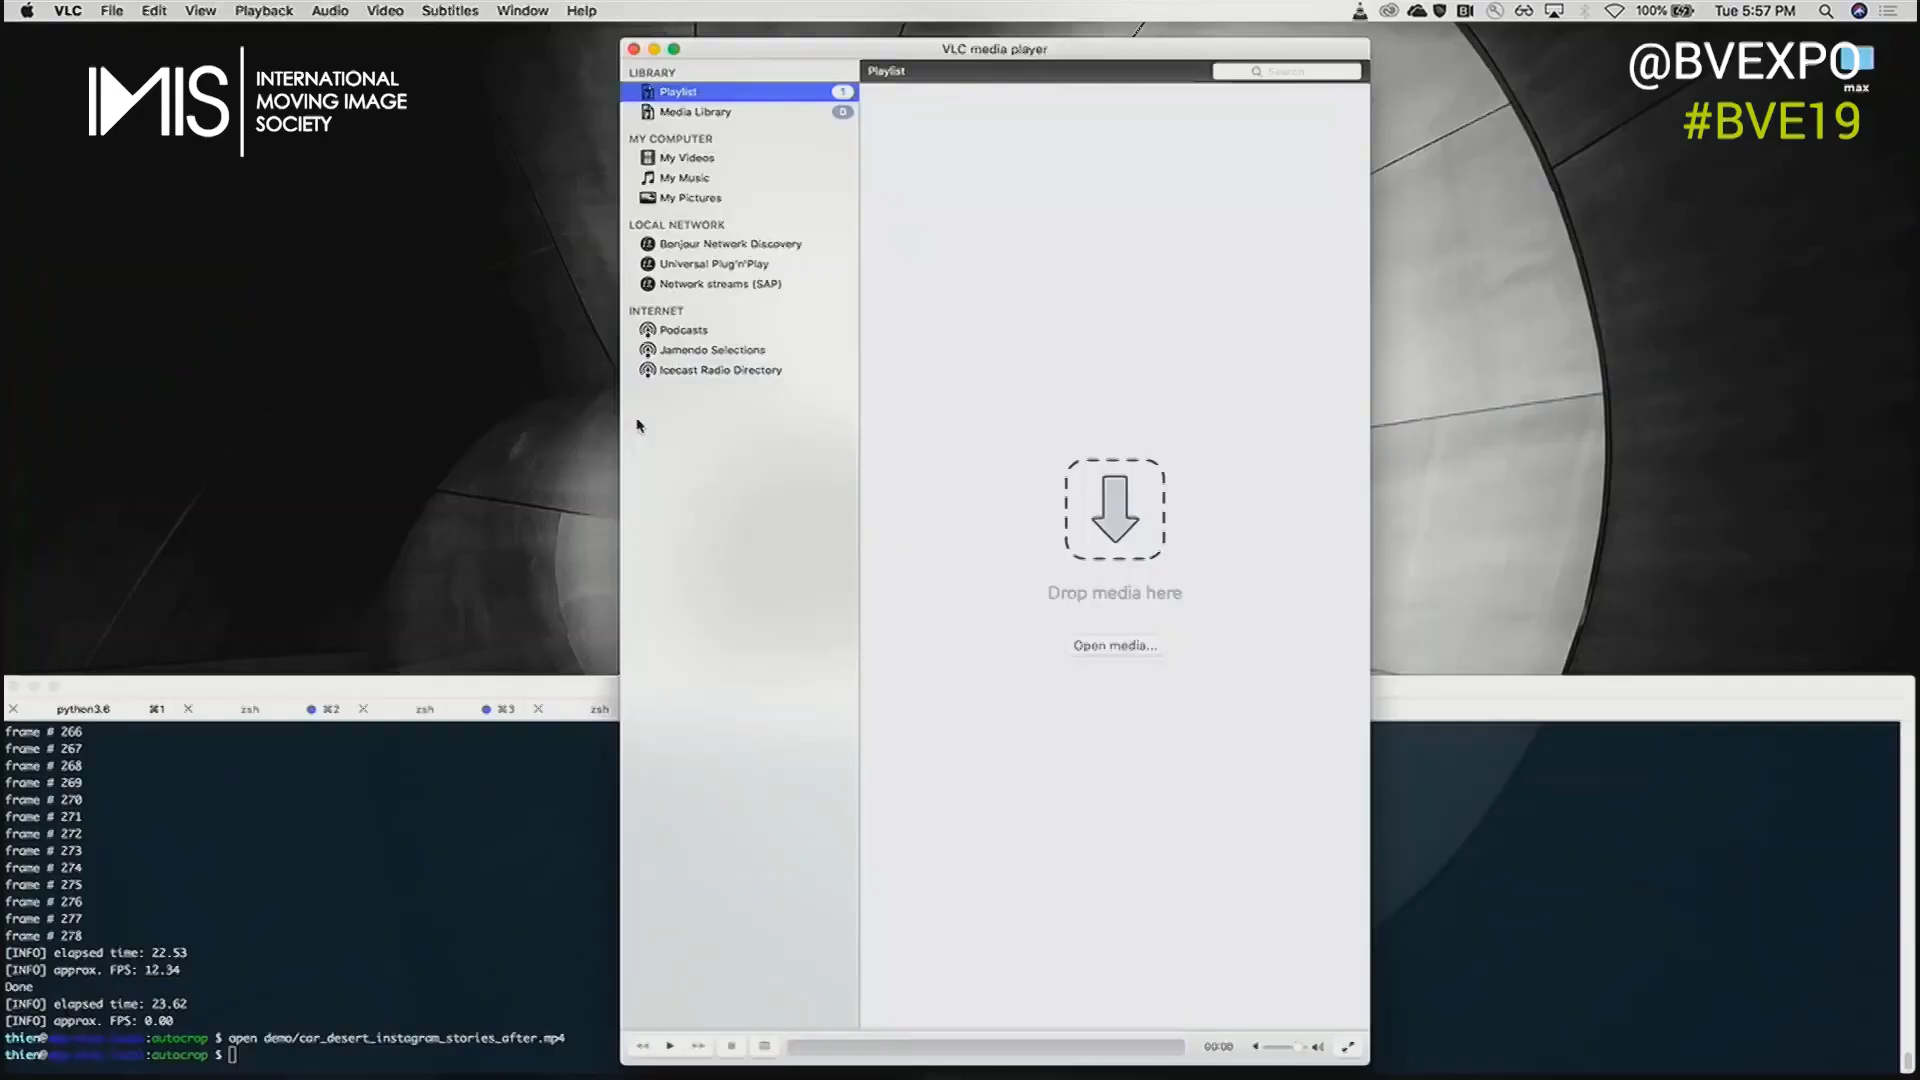 VLC File Edit View Playback Audio Video Subtitles Window Help
100% Tue 5:57 PM
IMIS INTERNATIONAL
MOVING IMAGE
SOCIETY
@BVEXPO
#BVE19
max
VLC media player
LIBRARY
Playlist 1
Media Library 0
MY COMPUTER
My Videos
My Music
My Pictures
LOCAL NETWORK
Bonjour Network Discovery
Universal Plug'n'Play
Network streams (SAP)
INTERNET
Podcasts
Jamendo Selections
Icecast Radio Directory
Playlist
Search
Drop media here
Open media...
00:00
python3.6 ⌘1 zsh ⌘2 zsh ⌘3 zsh
frame # 266
frame # 267
frame # 268
frame # 269
frame # 270
frame # 271
frame # 272
frame # 273
frame # 274
frame # 275
frame # 276
frame # 277
frame # 278
[INFO] elapsed time: 22.53
[INFO] approx. FPS: 12.34
Done
[INFO] elapsed time: 23.62
[INFO] approx. FPS: 0.00
thien@ :autocrop $ open demo/car_desert_instagram_stories_after.mp4
thien@ :autocrop $